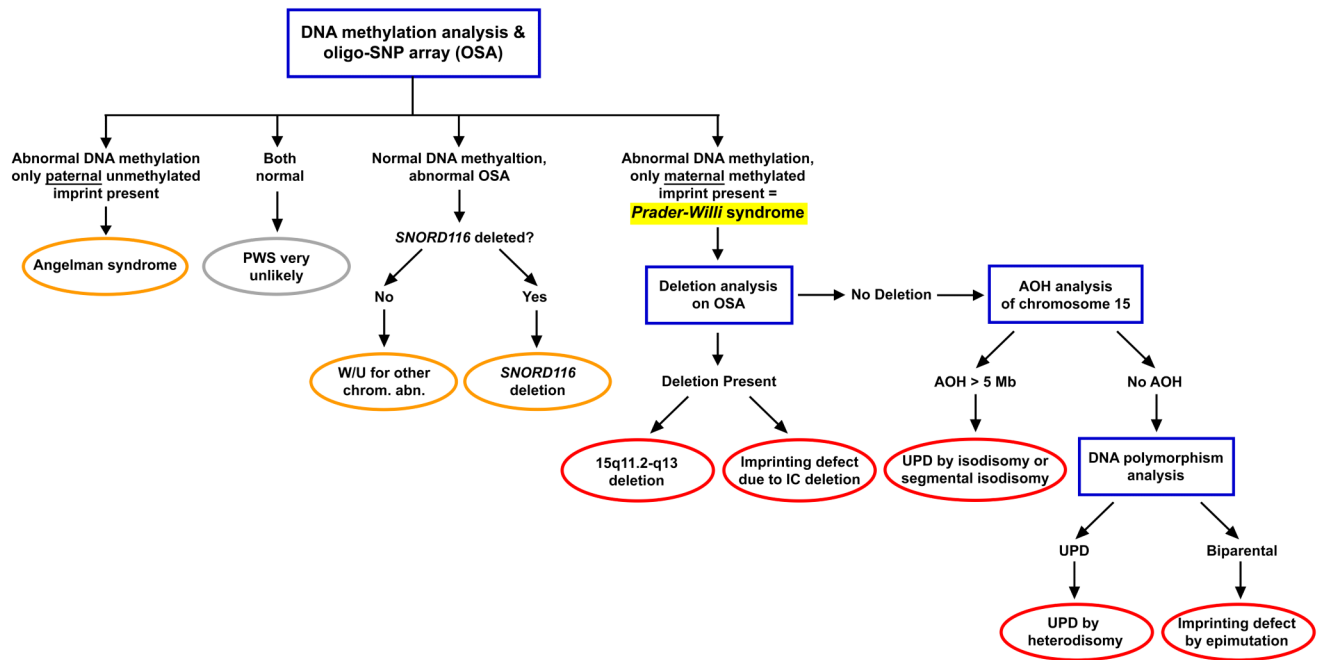 DNA methylation analysis &
oligo-SNP array (OSA)
Abnormal DNA methylation
only paternal unmethylated
imprint present
Both
normal
Normal DNA methyaltion,
abnormal OSA
Abnormal DNA methylation,
only maternal methylated
imprint present =
Prader-Willi syndrome
Angelman syndrome
PWS very
unlikely
SNORD116 deleted?
No
Yes
W/U for other
chrom. abn.
SNORD116
deletion
Deletion analysis
on OSA
No Deletion
AOH analysis
of chromosome 15
Deletion Present
AOH > 5 Mb
No AOH
15q11.2-q13
deletion
Imprinting defect
due to IC deletion
UPD by isodisomy or
segmental isodisomy
DNA polymorphism
analysis
UPD
Biparental
UPD by
heterodisomy
Imprinting defect
by epimutation